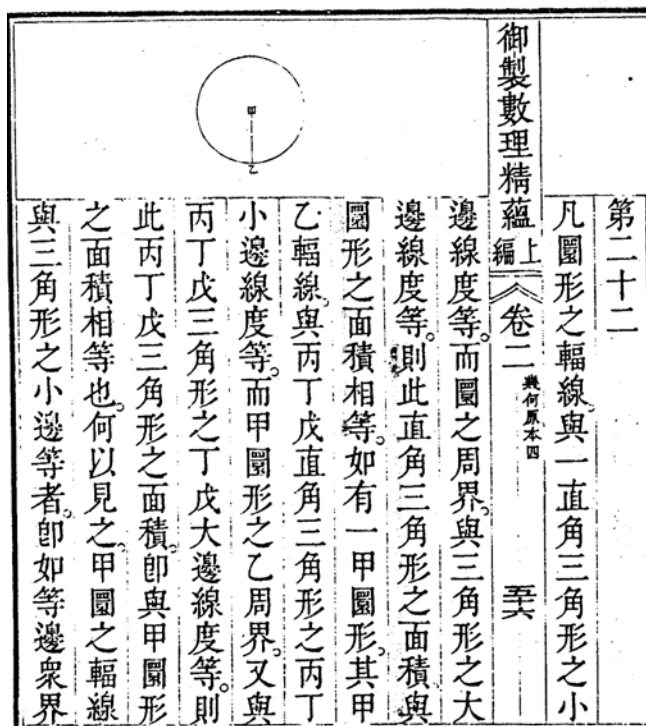 第二十二
凡圜形之輻線。與一直角三角形之小
御製數理精蘊 上編 卷二 幾何原本四 五十六
邊線度等。而圜之周界。與三角形之大
邊線度等。則此直角三角形之面積。與
圜形之面積相等。如有一甲圜形。其甲
乙輻線。與丙丁戊直角三角形之丙丁
小邊線度等。而甲圜形之乙周界。又與
丙丁戊三角形之丁戊大邊線度等。則
此丙丁戊三角形之面積。卽與甲圜形
之面積相等也。何以見之。甲圜之輻線
與三角形之小邊等者。卽如等邊衆界
甲
乙